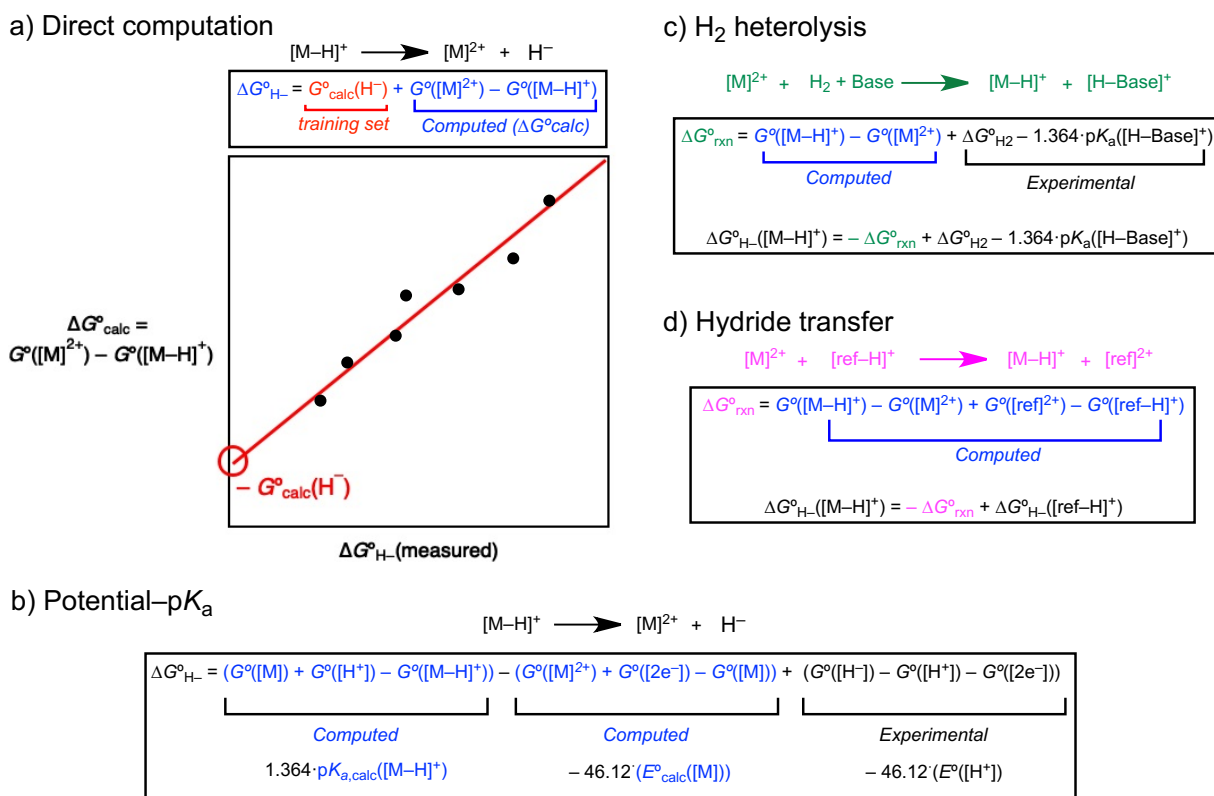 a) Direct computation
[M–H]⁺ ⟶ [M]²⁺ + H⁻
ΔG°H– = G°calc(H⁻) + G°([M]²⁺) – G°([M–H]⁺)
training set
Computed (ΔG°calc)
ΔG°calc =
G°([M]²⁺) – G°([M–H]⁺)
– G°calc(H⁻)
ΔG°H–(measured)
c) H₂ heterolysis
[M]²⁺ + H₂ + Base ⟶ [M–H]⁺ + [H–Base]⁺
ΔG°rxn = G°([M–H]⁺) – G°([M]²⁺) + ΔG°H2 – 1.364·pKa([H–Base]⁺)
Computed
Experimental
ΔG°H–([M–H]⁺) = – ΔG°rxn + ΔG°H2 – 1.364·pKa([H–Base]⁺)
d) Hydride transfer
[M]²⁺ + [ref–H]⁺ ⟶ [M–H]⁺ + [ref]²⁺
ΔG°rxn = G°([M–H]⁺) – G°([M]²⁺) + G°([ref]²⁺) – G°([ref–H]⁺)
Computed
ΔG°H–([M–H]⁺) = – ΔG°rxn + ΔG°H–([ref–H]⁺)
b) Potential–pKa
[M–H]⁺ ⟶ [M]²⁺ + H⁻
ΔG°H– = (G°([M]) + G°([H⁺]) – G°([M–H]⁺)) – (G°([M]²⁺) + G°([2e⁻]) – G°([M])) + (G°([H⁻]) – G°([H⁺]) – G°([2e⁻]))
Computed Computed Experimental
1.364·pKa,calc([M–H]⁺) – 46.12·(E°calc([M])) – 46.12·(E°([H⁺])